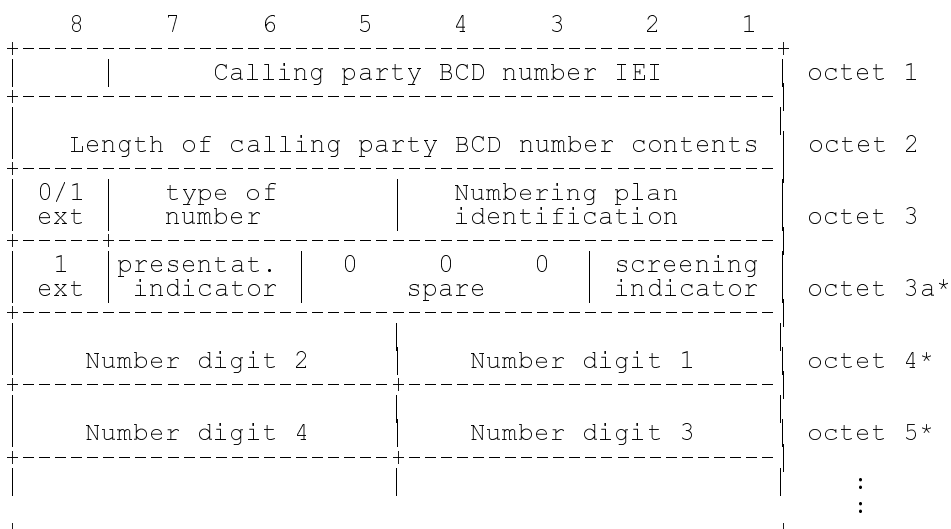 8 7 6 5 4 3 2 1
Calling party BCD number IEI octet 1
Length of calling party BCD number contents octet 2
0/1 type of Numbering plan
ext number identification octet 3
1 presentat. 0 0 0 screening
ext indicator spare indicator octet 3a*
Number digit 2 Number digit 1 octet 4*
Number digit 4 Number digit 3 octet 5*
:
: